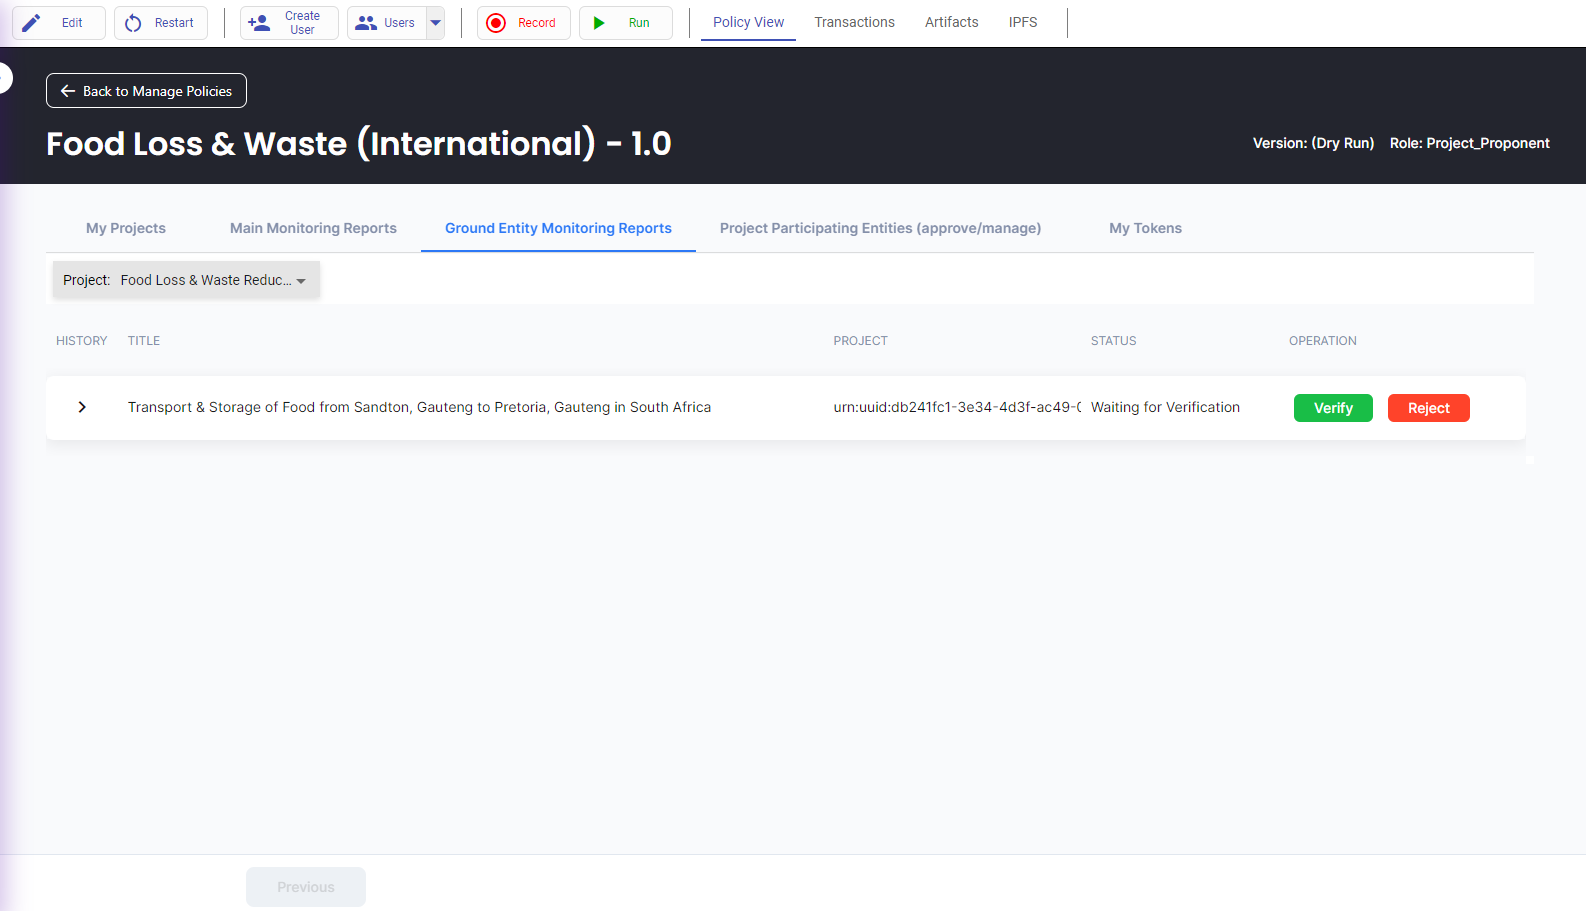 Edit
Restart
Create User
Users
Record
Run
Policy View
Transactions
Artifacts
IPFS
Back to Manage Policies
Food Loss & Waste (International) - 1.0
Version: (Dry Run) Role: Project_Proponent
My Projects
Main Monitoring Reports
Ground Entity Monitoring Reports
Project Participating Entities (approve/manage)
My Tokens
Project: Food Loss & Waste Reduc...
HISTORY TITLE PROJECT STATUS OPERATION
Transport & Storage of Food from Sandton, Gauteng to Pretoria, Gauteng in South Africa urn:uuid:db241fc1-3e34-4d3f-ac49- Waiting for Verification Verify Reject
Previous